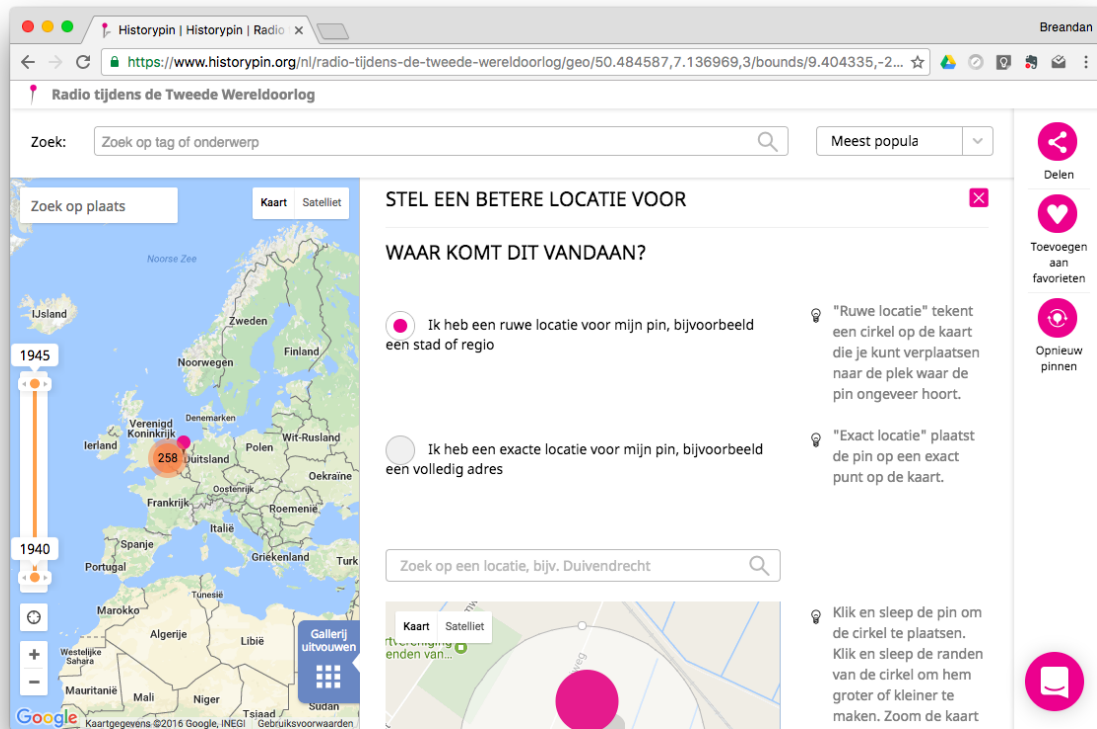 Historypin | Historypin | Radio
Breandan
https://www.historypin.org/nl/radio-tijdens-de-tweede-wereldoorlog/geo/50.484587,7.136969,3/bounds/9.404335,-2...
Radio tijdens de Tweede Wereldoorlog
Zoek:
Zoek op tag of onderwerp
Meest popula
Delen
Toevoegen
aan
favorieten
Opnieuw
pinnen
Zoek op plaats
Kaart
Satelliet
Noorse Zee
IJsland
Zweden
Finland
Noorwegen
1945
Verenigd
Koninkrijk
Denemarken
Ierland
258
Duitsland
Polen
Wit-Rusland
Oekraïne
Oostenrijk
Frankrijk
Roemenië
Italië
1940
Spanje
Portugal
Griekenland
Turk
Tunesië
Marokko
Algerije
Libië
Westelijke
Sahara
Gallerij
uitvouwen
Mauritanië
Mali
Niger
Tsjaad
Sudan
Google
Kaartgegevens ©2016 Google, INEGI
Gebruiksvoorwaarden
STEL EEN BETERE LOCATIE VOOR
WAAR KOMT DIT VANDAAN?
Ik heb een ruwe locatie voor mijn pin, bijvoorbeeld
een stad of regio
"Ruwe locatie" tekent
een cirkel op de kaart
die je kunt verplaatsen
naar de plek waar de
pin ongeveer hoort.
Ik heb een exacte locatie voor mijn pin, bijvoorbeeld
een volledig adres
"Exact locatie" plaatst
de pin op een exact
punt op de kaart.
Zoek op een locatie, bijv. Duivendrecht
Kaart
Satelliet
enden van...
weg
Klik en sleep de pin om
de cirkel te plaatsen.
Klik en sleep de randen
van de cirkel om hem
groter of kleiner te
maken. Zoom de kaart